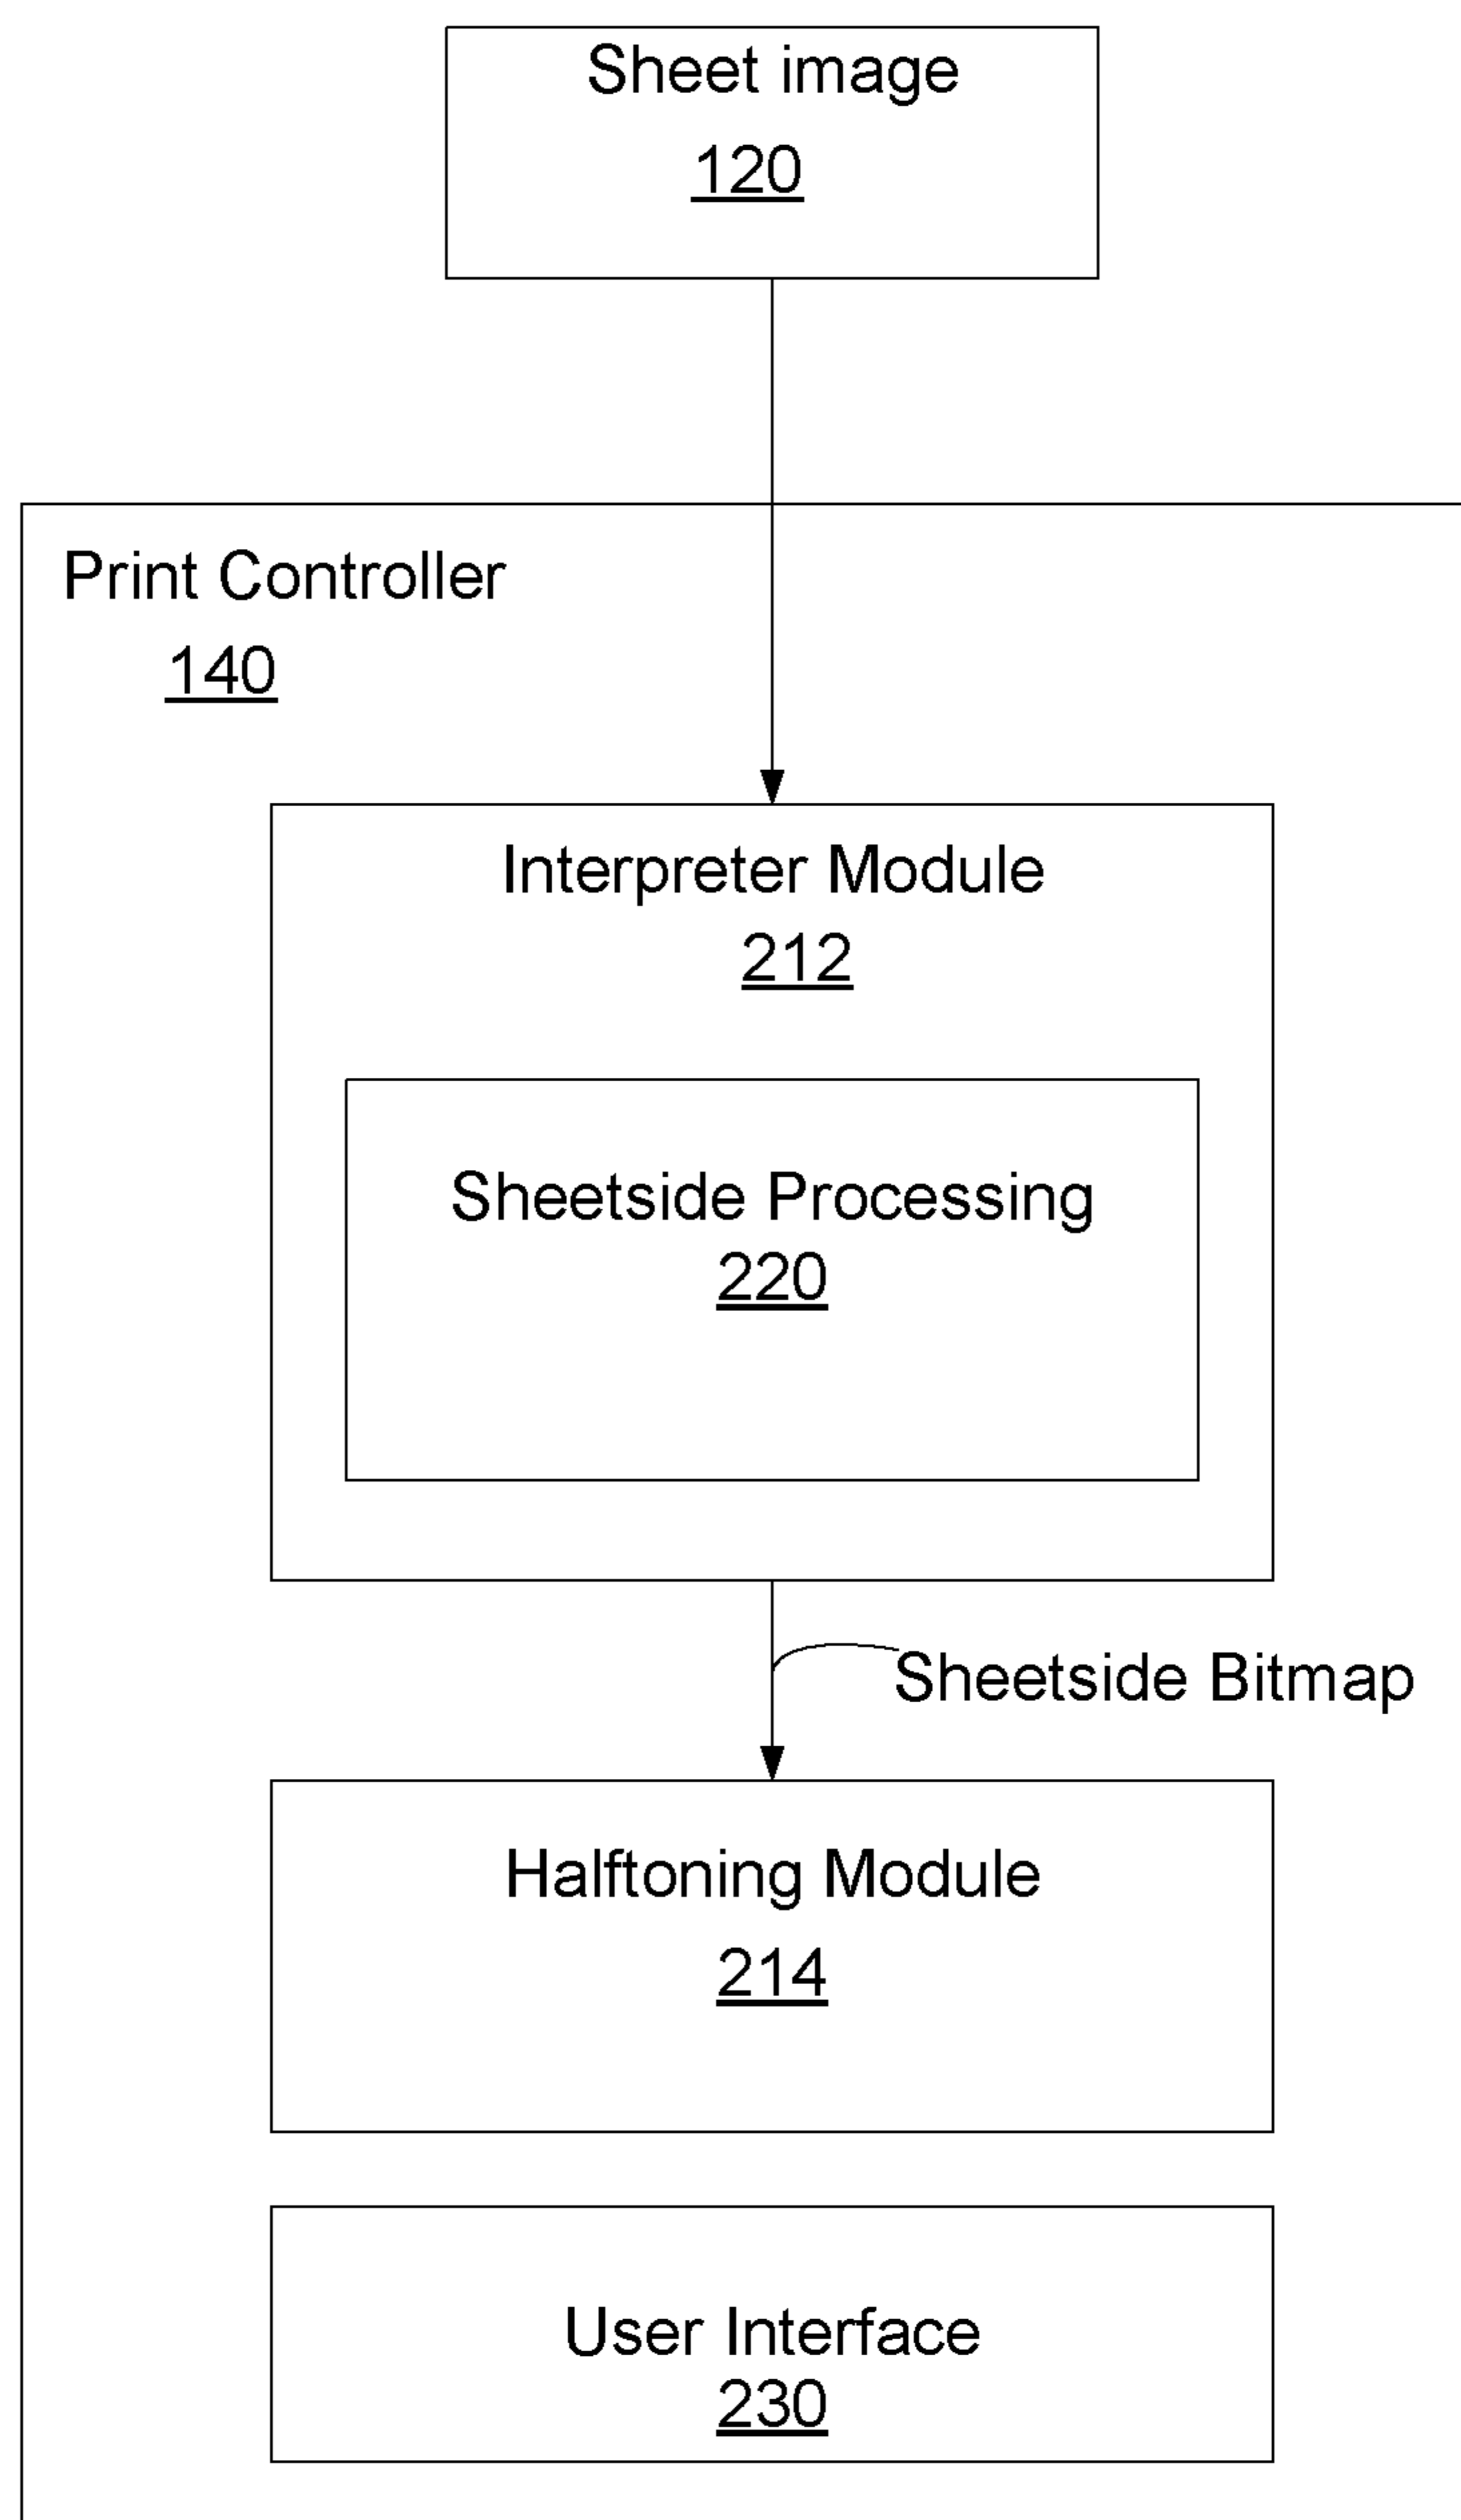 Sheet image
120
Print Controller
140
Interpreter Module
212
Sheetside Processing
220
Sheetside Bitmap
Halftoning Module
214
User Interface
230